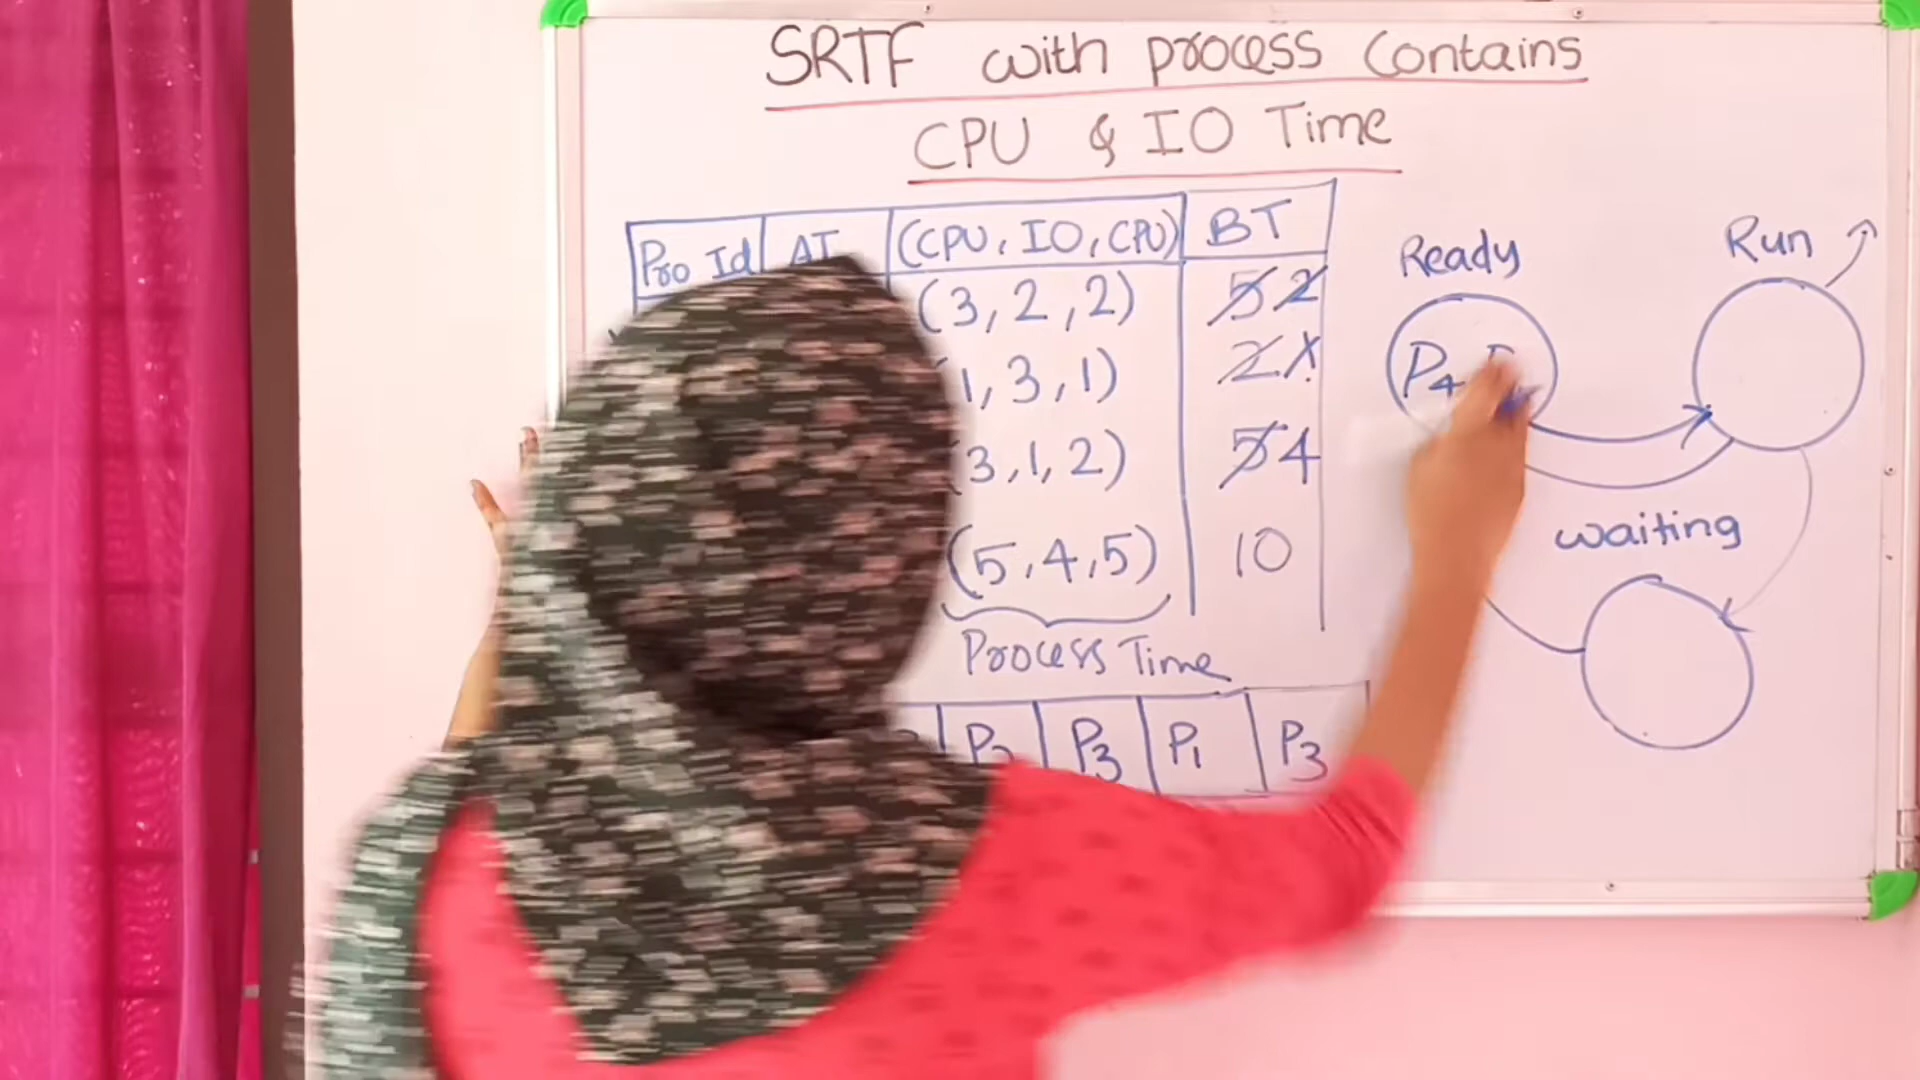 SRTF with process Contains
CPU & IO Time
Pro Id AT (CPU, IO, CPU) BT
(3, 2, 2) 5 2
1, 3, 1) 2 1
3, 1, 2) 5 4
(5, 4, 5) 10
Process Time
P3 P1 P3
Ready
Run
P4
waiting